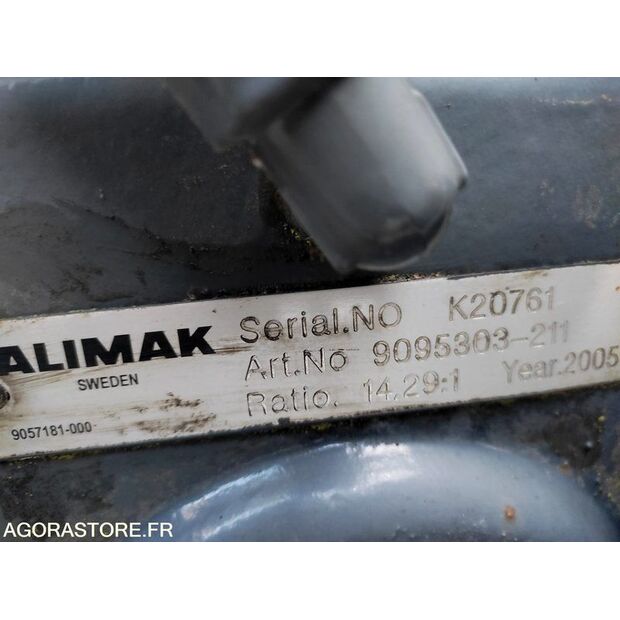 ALIMAK
SWEDEN
9057181-000
Serial.NO K20761
Art.No 9095303-211
Ratio. 14,29:1 Year.2005
AGORASTORE.FR